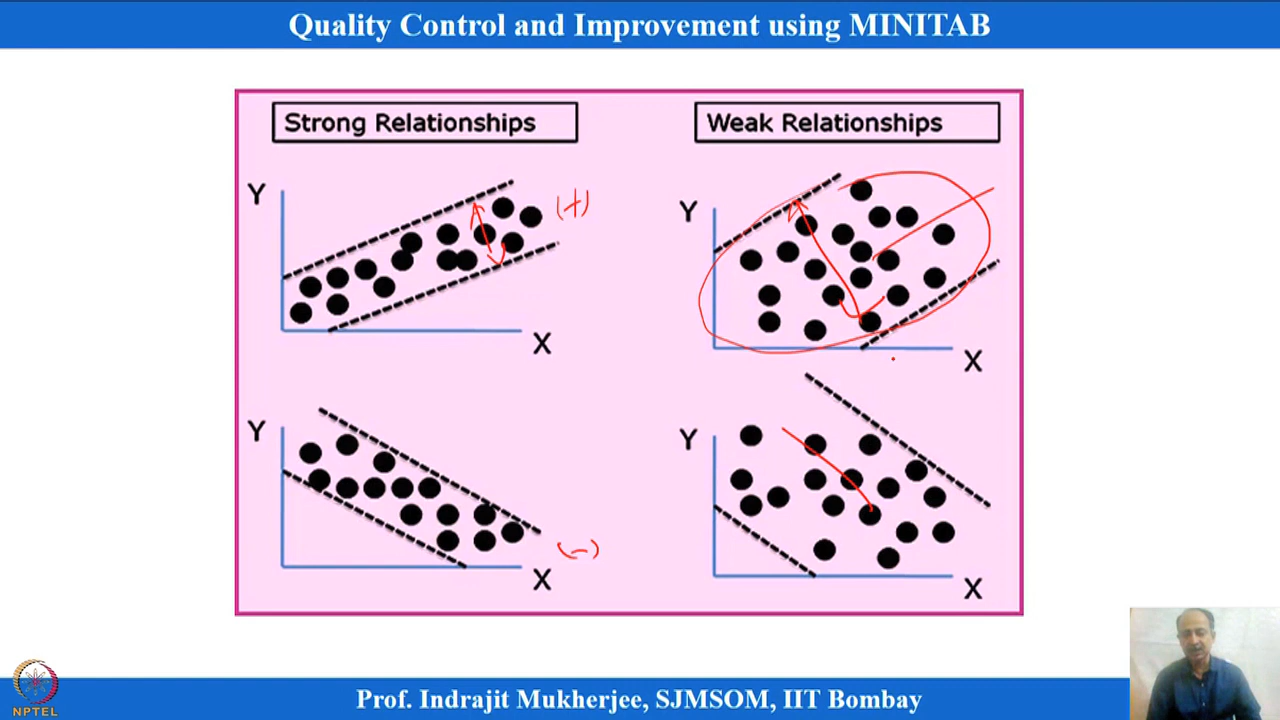 Quality Control and Improvement using MINITAB
Strong Relationships
Weak Relationships
Y
(+)
X
Y
X
Y
(-)
X
Y
X
NPTEL
Prof. Indrajit Mukherjee, SJMSOM, IIT Bombay